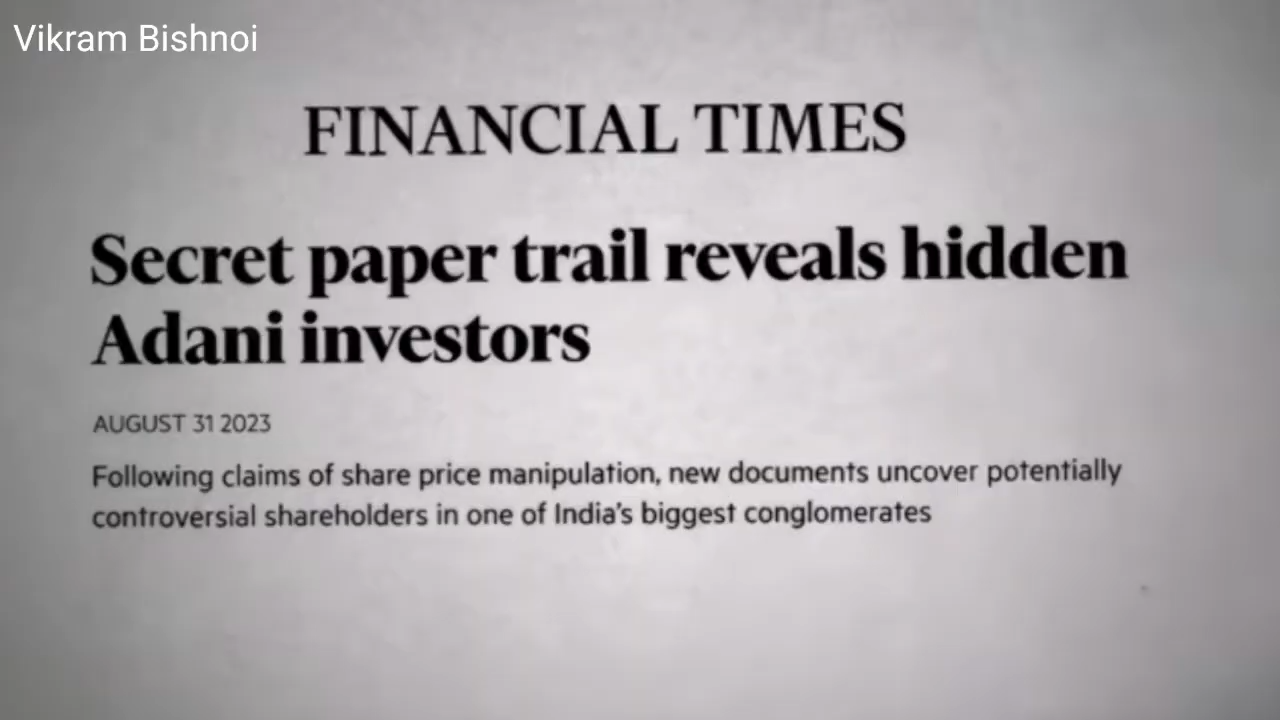 Vikram Bishnoi
FINANCIAL TIMES
Secret paper trail reveals hidden
Adani investors
AUGUST 31 2023
Following claims of share price manipulation, new documents uncover potentially
controversial shareholders in one of India's biggest conglomerates